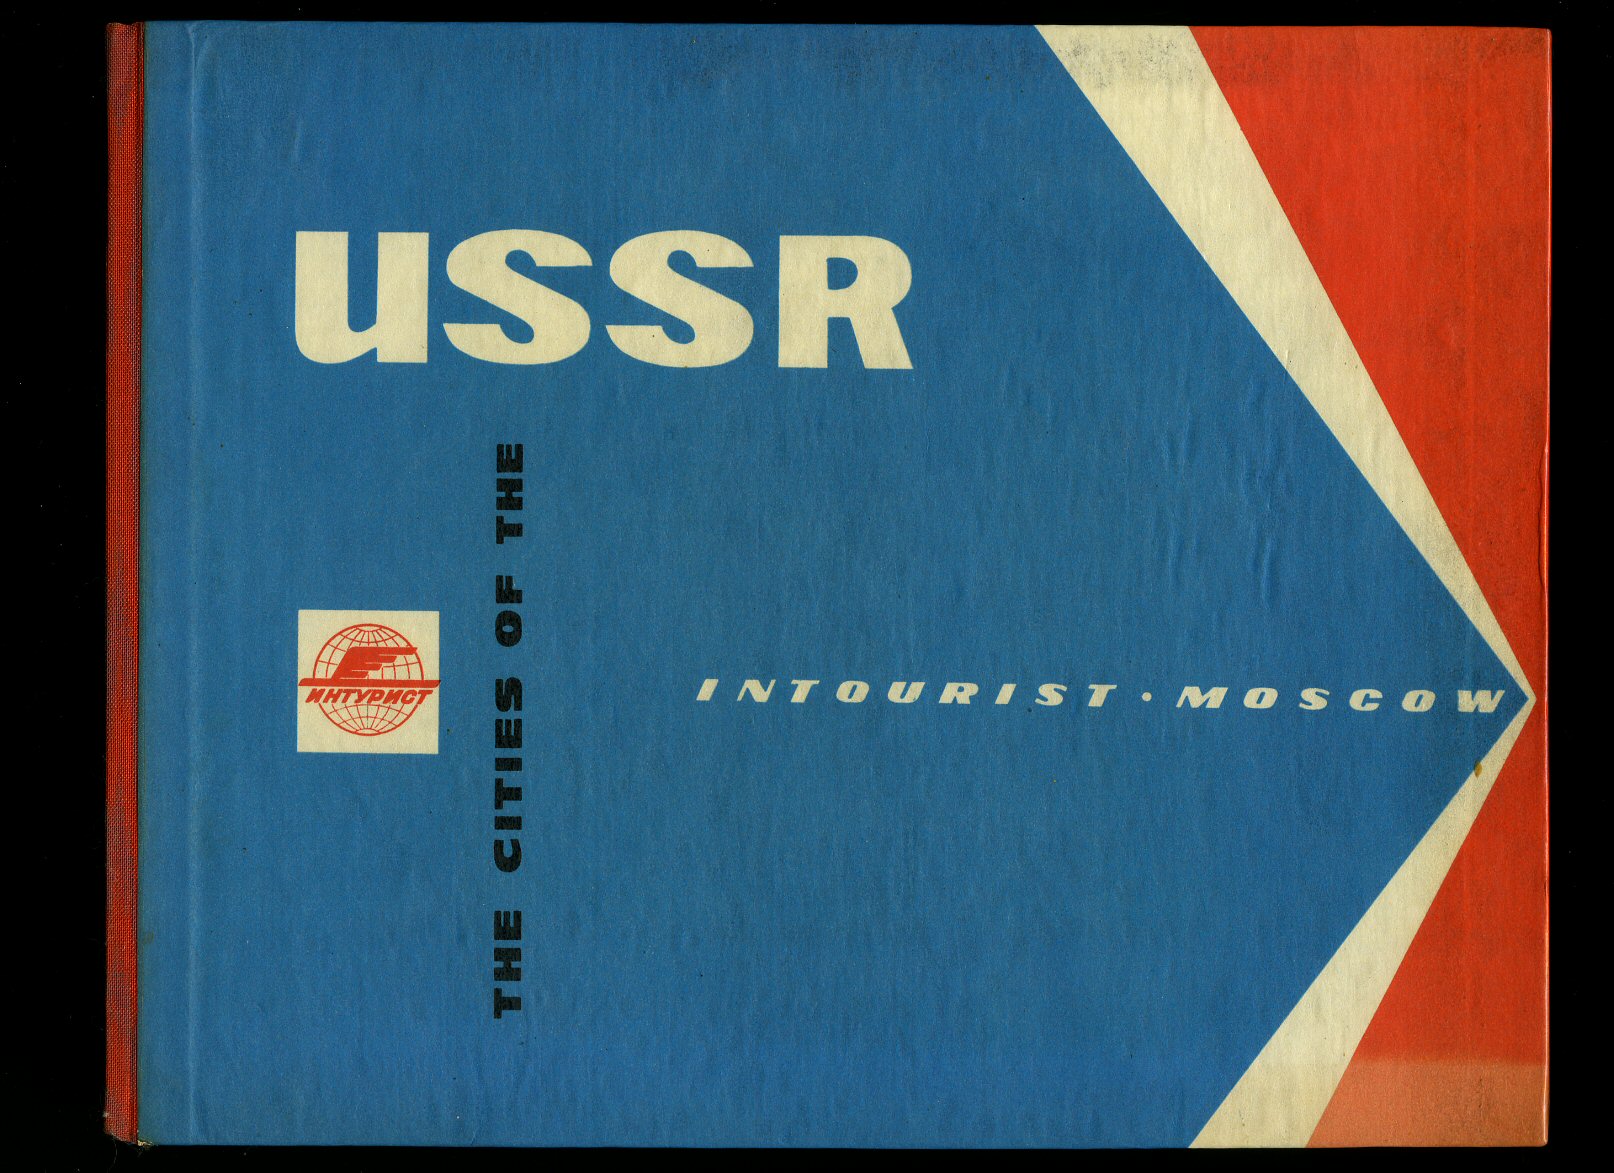 uSSR
THE CITIES OF THE
ИНТУРИСТ
INTOURIST · MOSCOW